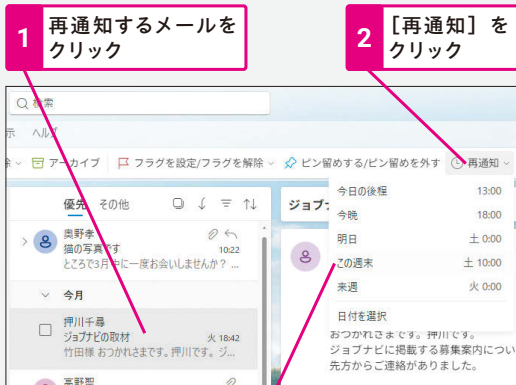 1 再通知するメールを
クリック
2 ［再通知］を
クリック
検索
示 ヘルプ
除 アーカイブ フラグを設定/フラグを解除 ピン留めする/ピン留めを外す 再通知
優先 その他
ジョブナ
今日の後程 13:00
今晩 18:00
明日 土 0:00
この週末 土 10:00
来週 火 0:00
日付を選択
奥野孝
猫の写真です 10:22
ところで3月中に一度お会いしませんか？ ...
今月
押川千尋
ジョブナビの取材 火 18:42
竹田様 おつかれさまです。押川です。ジ...
高野聖
おつかれさまです。押川です。
ジョブナビに掲載する募集案内につい
先方からご連絡がありました。